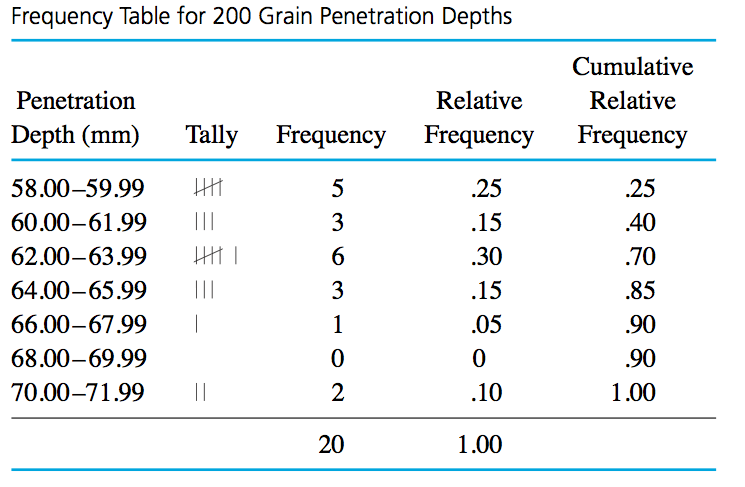 Frequency Table for 200 Grain Penetration Depths
Cumulative
Penetration Relative Relative
Depth (mm) Tally Frequency Frequency Frequency
58.00–59.99 5 .25 .25
60.00–61.99 3 .15 .40
62.00–63.99 6 .30 .70
64.00–65.99 3 .15 .85
66.00–67.99 1 .05 .90
68.00–69.99 0 0 .90
70.00–71.99 2 .10 1.00
20 1.00